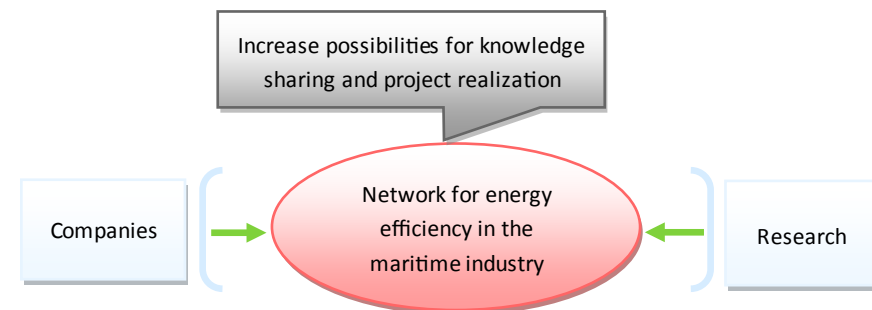 Increase possibilities for knowledge
sharing and project realization
Companies
Network for energy
efficiency in the
maritime industry
Research